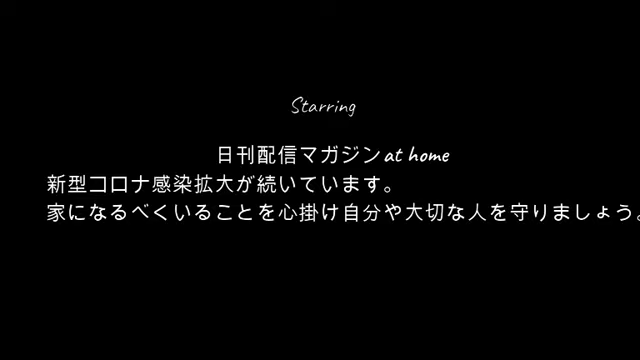 Starring
日刊配信マガジンat home
新型コロナ感染拡大が続いています。
家になるべくいることを心掛け自分や大切な人を守りましょう。